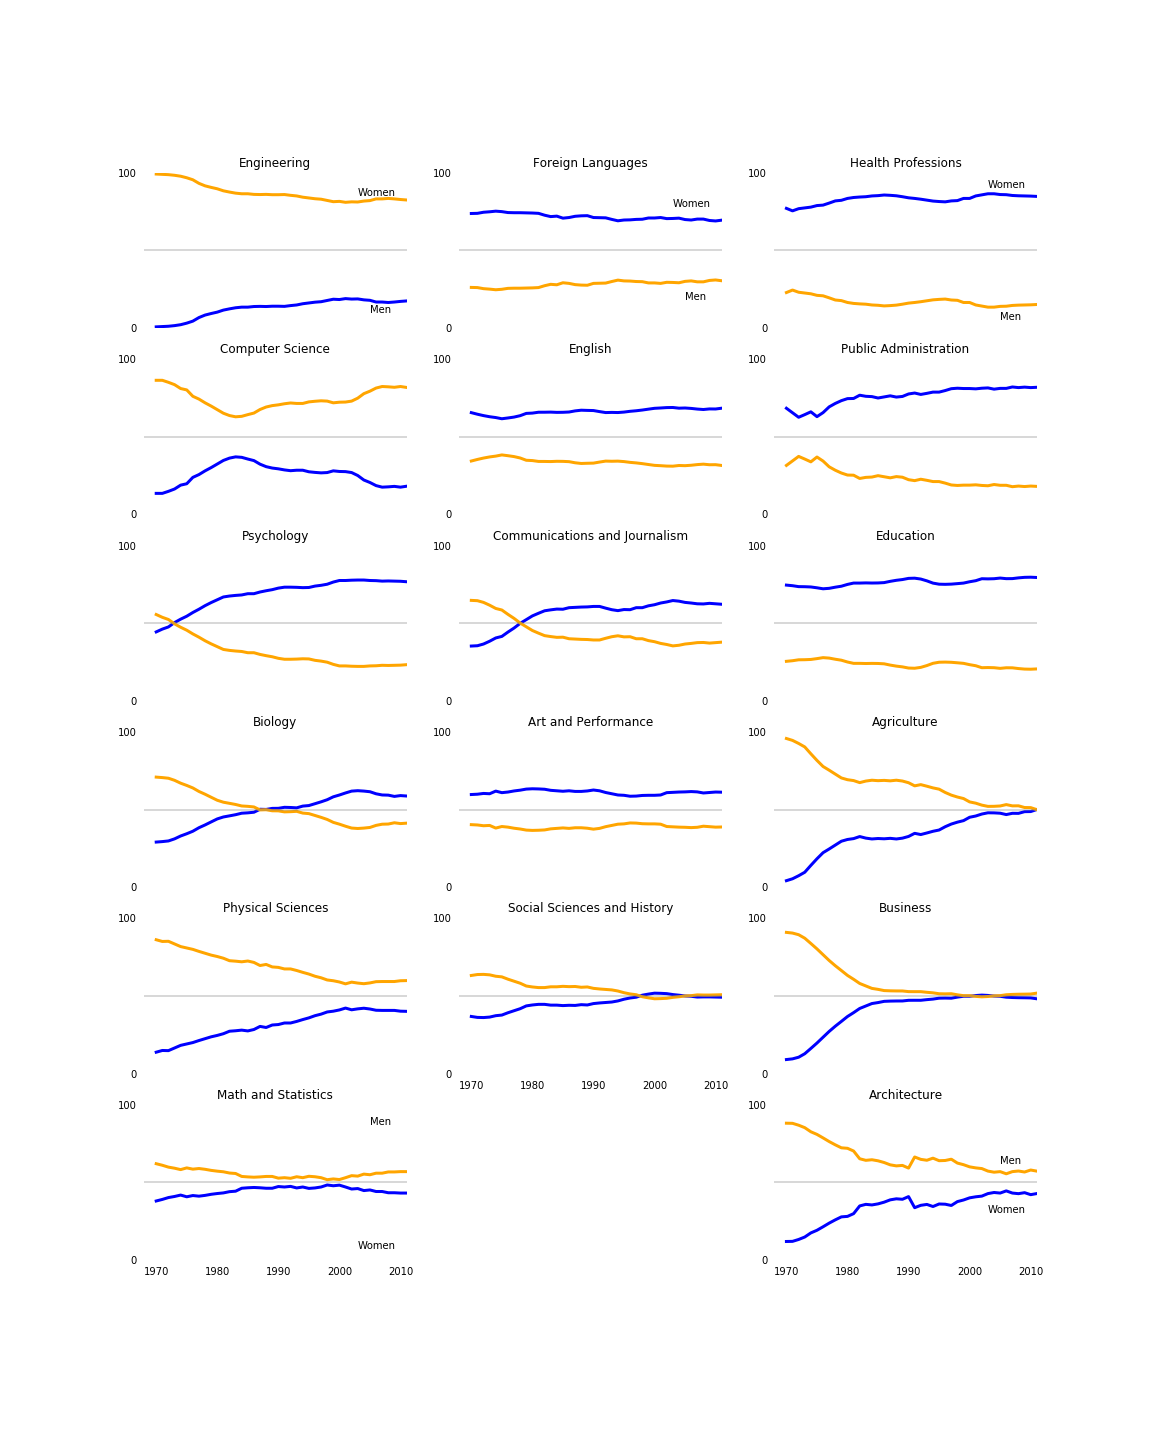 Engineering
Foreign Languages
Health Professions
100
100
100
Women
Women
Women
Men
Men
Men
0
0
0
Computer Science
English
Public Administration
100
100
100
0
0
0
Psychology
Communications and Journalism
Education
100
100
100
0
0
0
Biology
Art and Performance
Agriculture
100
100
100
0
0
0
Physical Sciences
Social Sciences and History
Business
100
100
100
0
0
0
1970 1980 1990 2000 2010
Math and Statistics
Architecture
100
100
Men
Men
Women
Women
0
0
1970 1980 1990 2000 2010
1970 1980 1990 2000 2010